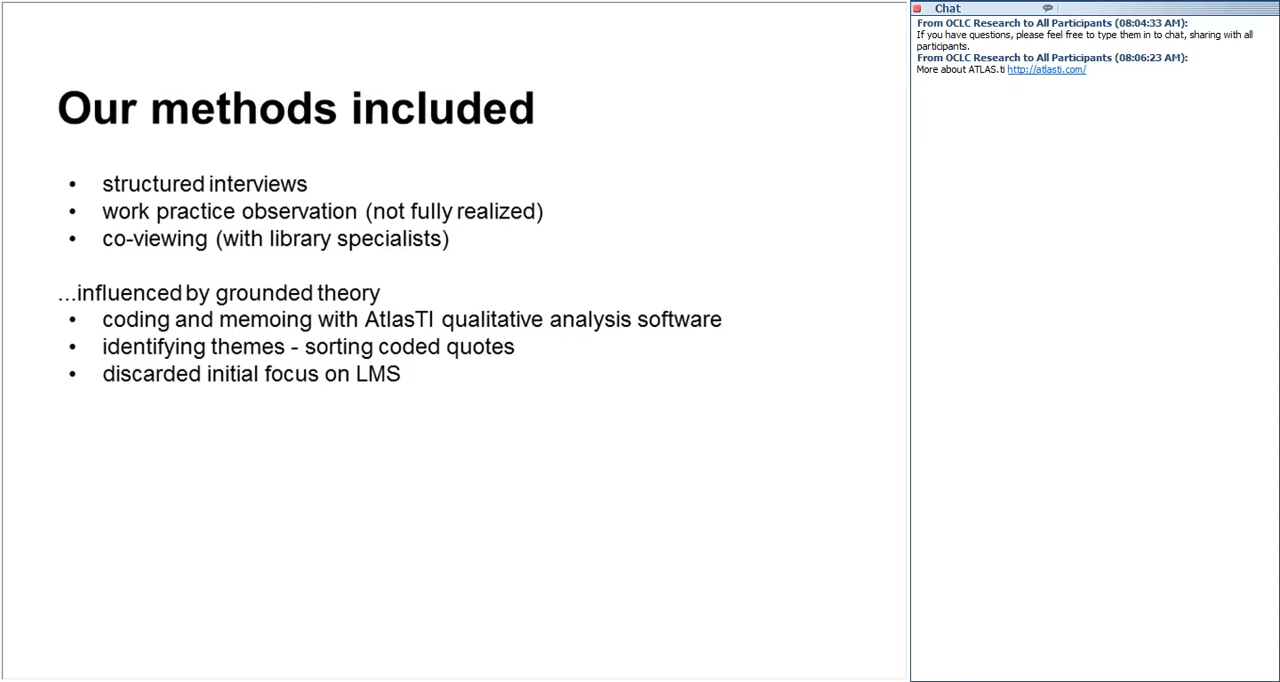 Our methods included
• structured interviews
• work practice observation (not fully realized)
• co-viewing (with library specialists)
...influenced by grounded theory
• coding and memoing with AtlasTI qualitative analysis software
• identifying themes - sorting coded quotes
• discarded initial focus on LMS
Chat
From OCLC Research to All Participants (08:04:33 AM):
If you have questions, please feel free to type them in to chat, sharing with all
participants.
From OCLC Research to All Participants (08:06:23 AM):
More about ATLAS.ti http://atlasti.com/